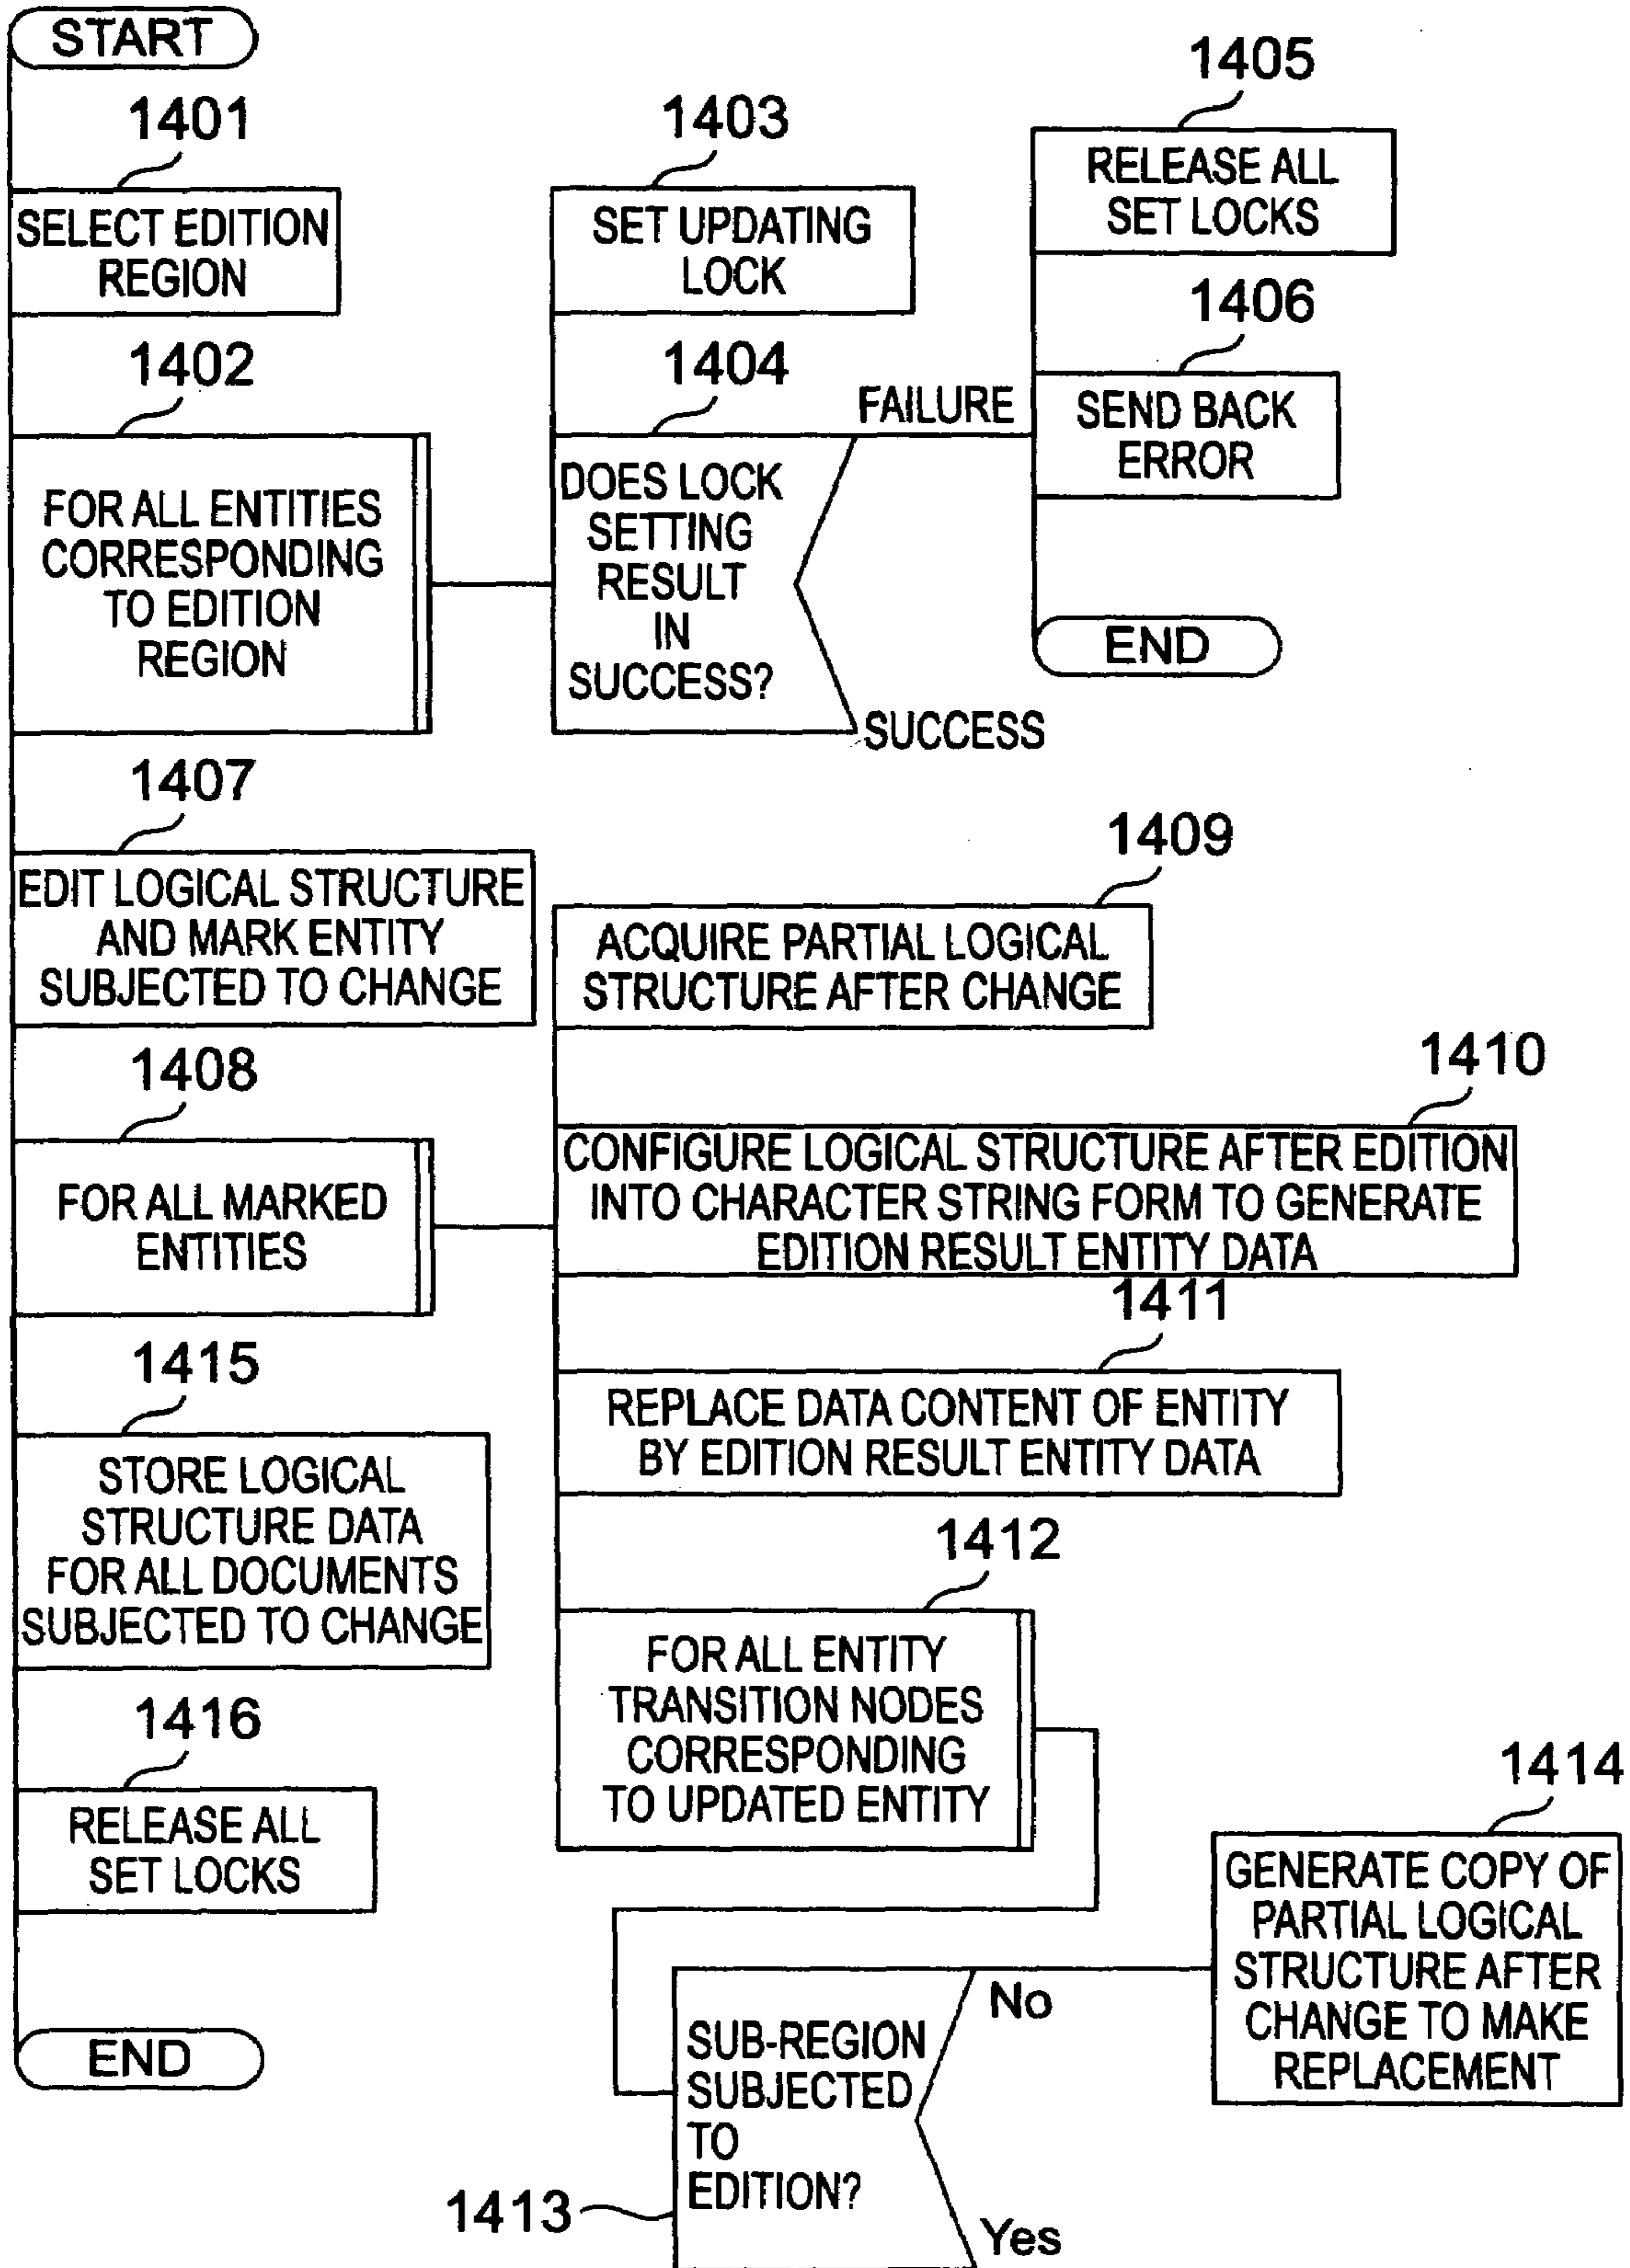 START
1401
SELECT EDITION
REGION
1402
FOR ALL ENTITIES
CORRESPONDING
TO EDITION
REGION
1403
SET UPDATING
LOCK
1404
DOES LOCK
SETTING
RESULT
IN
SUCCESS?
FAILURE
SUCCESS
1405
RELEASE ALL
SET LOCKS
1406
SEND BACK
ERROR
END
1407
EDIT LOGICAL STRUCTURE
AND MARK ENTITY
SUBJECTED TO CHANGE
1408
FOR ALL MARKED
ENTITIES
1409
ACQUIRE PARTIAL LOGICAL
STRUCTURE AFTER CHANGE
1410
CONFIGURE LOGICAL STRUCTURE AFTER EDITION
INTO CHARACTER STRING FORM TO GENERATE
EDITION RESULT ENTITY DATA
1411
REPLACE DATA CONTENT OF ENTITY
BY EDITION RESULT ENTITY DATA
1412
FOR ALL ENTITY
TRANSITION NODES
CORRESPONDING
TO UPDATED ENTITY
1413
SUB-REGION
SUBJECTED
TO
EDITION?
No
Yes
1414
GENERATE COPY OF
PARTIAL LOGICAL
STRUCTURE AFTER
CHANGE TO MAKE
REPLACEMENT
1415
STORE LOGICAL
STRUCTURE DATA
FOR ALL DOCUMENTS
SUBJECTED TO CHANGE
1416
RELEASE ALL
SET LOCKS
END